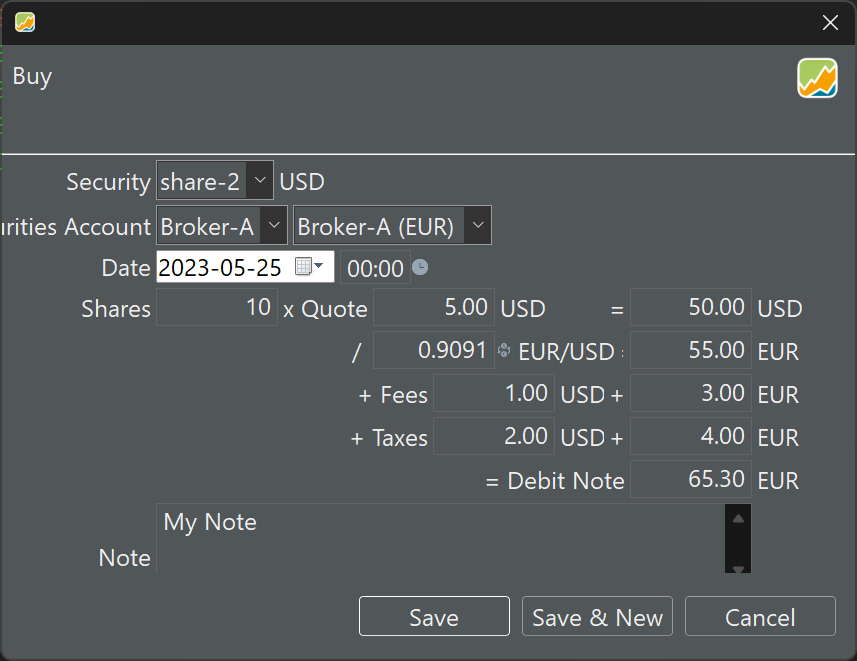 Buy
Security share-2 USD
urities Account Broker-A Broker-A (EUR)
Date 2023-05-25 00:00
Shares 10 x Quote 5.00 USD = 50.00 USD
/ 0.9091 EUR/USD = 55.00 EUR
+ Fees 1.00 USD + 3.00 EUR
+ Taxes 2.00 USD + 4.00 EUR
= Debit Note 65.30 EUR
My Note
Note
Save Save & New Cancel